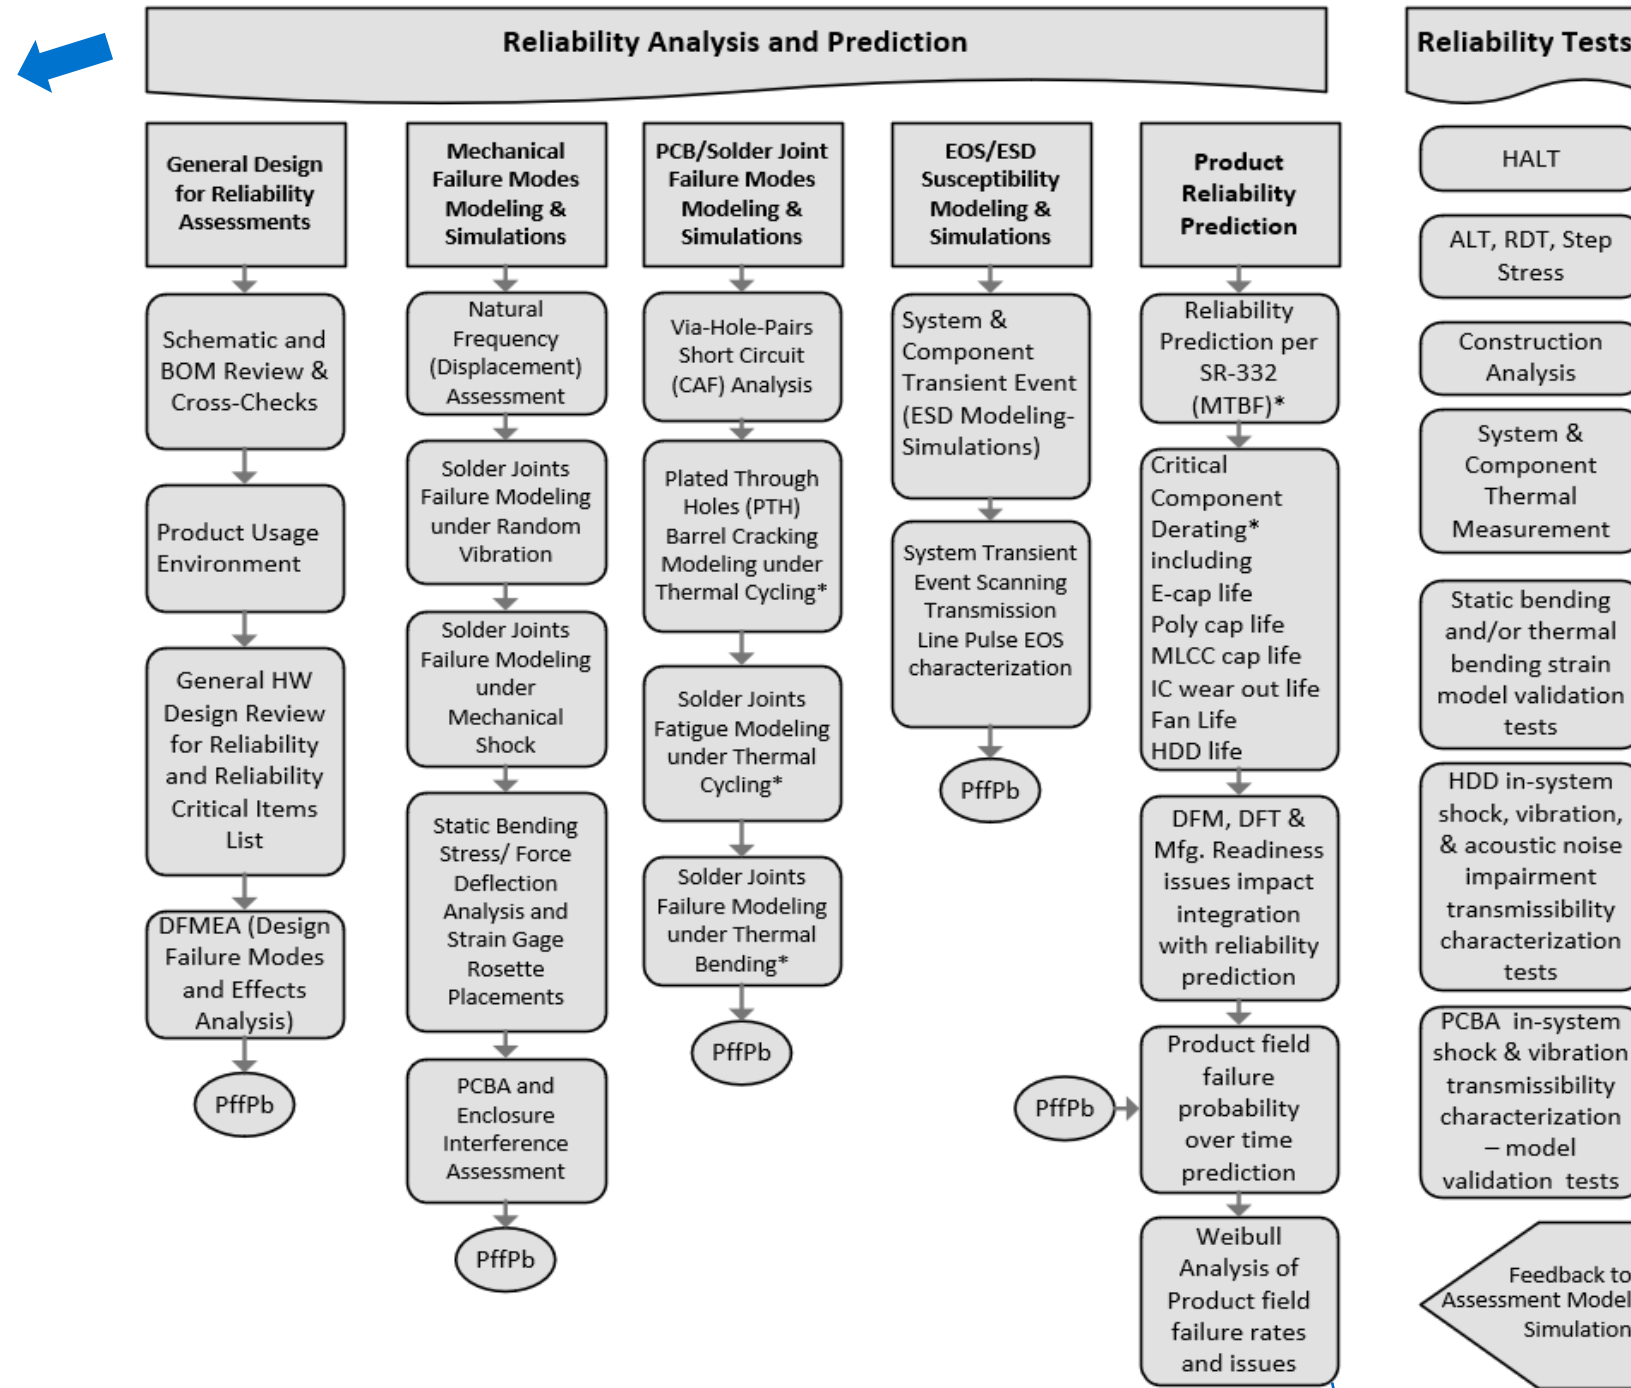 Reliability Analysis and Prediction
Reliability Tests
General Design
for Reliability
Assessments
Schematic and
BOM Review &
Cross-Checks
Product Usage
Environment
General HW
Design Review
for Reliability
and Reliability
Critical Items
List
DFMEA (Design
Failure Modes
and Effects
Analysis)
PffPb
Mechanical
Failure Modes
Modeling &
Simulations
Natural
Frequency
(Displacement)
Assessment
Solder Joints
Failure Modeling
under Random
Vibration
Solder Joints
Failure Modeling
under
Mechanical
Shock
Static Bending
Stress/ Force
Deflection
Analysis and
Strain Gage
Rosette
Placements
PCBA and
Enclosure
Interference
Assessment
PffPb
PCB/Solder Joint
Failure Modes
Modeling &
Simulations
Via-Hole-Pairs
Short Circuit
(CAF) Analysis
Plated Through
Holes (PTH)
Barrel Cracking
Modeling under
Thermal Cycling*
Solder Joints
Fatigue Modeling
under Thermal
Cycling*
Solder Joints
Failure Modeling
under Thermal
Bending*
PffPb
EOS/ESD
Susceptibility
Modeling &
Simulations
System &
Component
Transient Event
(ESD Modeling-
Simulations)
System Transient
Event Scanning
Transmission
Line Pulse EOS
characterization
PffPb
Product
Reliability
Prediction
Reliability
Prediction per
SR-332
(MTBF)*
Critical
Component
Derating*
including
E-cap life
Poly cap life
MLCC cap life
IC wear out life
Fan Life
HDD life
DFM, DFT &
Mfg. Readiness
issues impact
integration
with reliability
prediction
PffPb
Product field
failure
probability
over time
prediction
Weibull
Analysis of
Product field
failure rates
and issues
HALT
ALT, RDT, Step
Stress
Construction
Analysis
System &
Component
Thermal
Measurement
Static bending
and/or thermal
bending strain
model validation
tests
HDD in-system
shock, vibration,
& acoustic noise
impairment
transmissibility
characterization
tests
PCBA in-system
shock & vibration
transmissibility
characterization
– model
validation tests
Feedback to
Assessment Model
Simulation